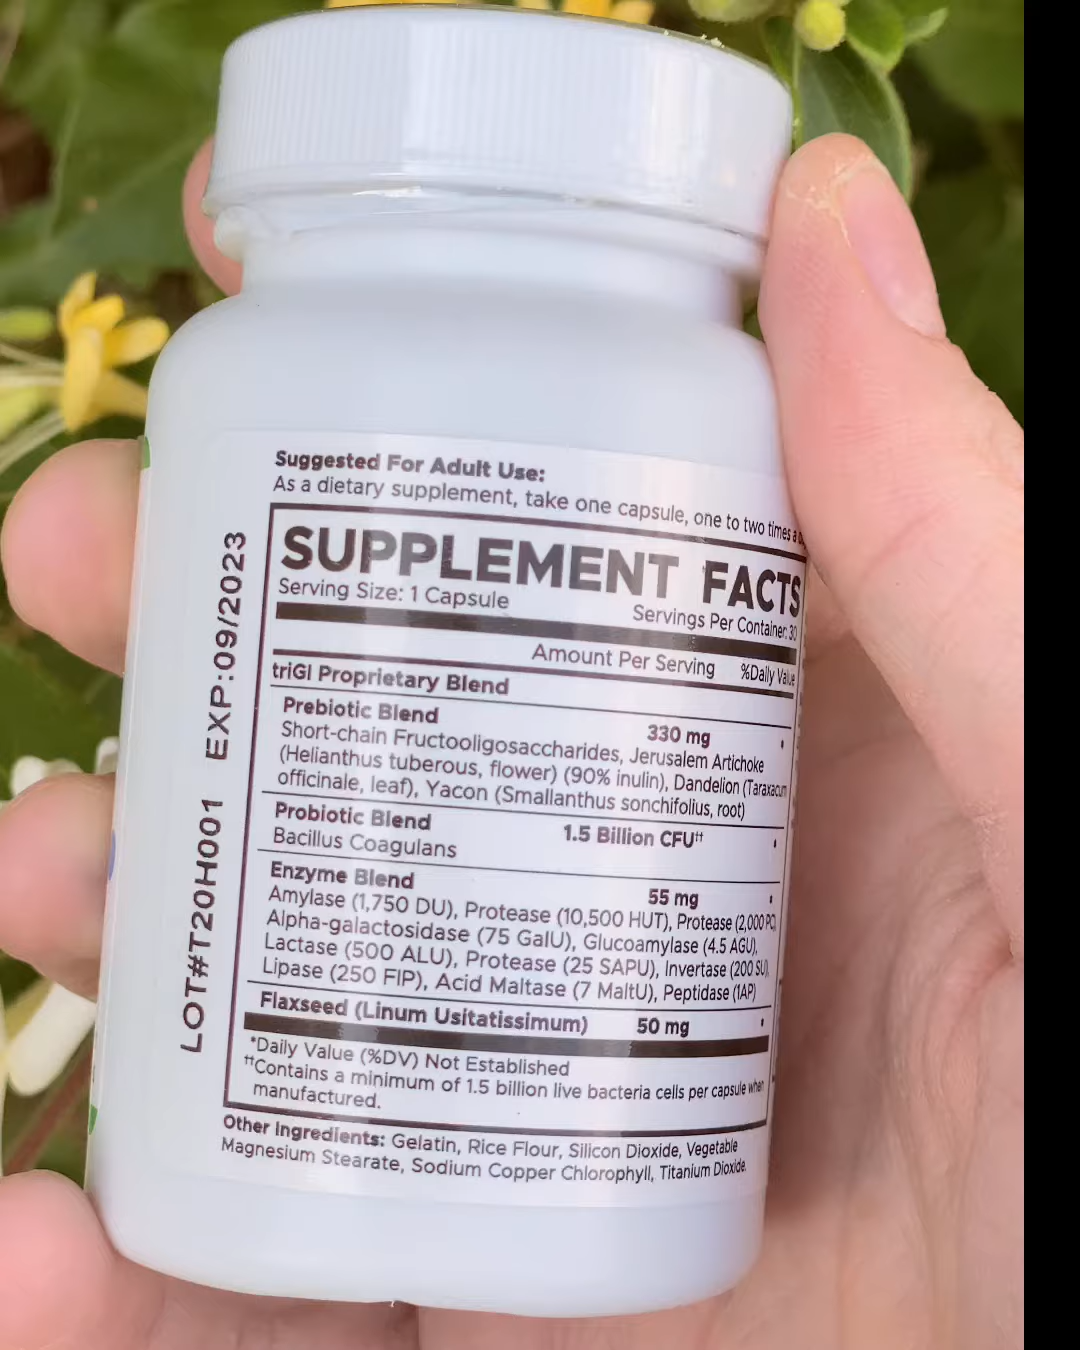 Suggested For Adult Use:
As a dietary supplement, take one capsule, one to two times a
SUPPLEMENT FACTS
Serving Size: 1 Capsule
Servings Per Container: 30
Amount Per Serving %Daily Value
triGI Proprietary Blend
Prebiotic Blend 330 mg *
Short-chain Fructooligosaccharides, Jerusalem Artichoke
(Helianthus tuberous, flower) (90% inulin), Dandelion (Taraxacum
officinale, leaf), Yacon (Smallanthus sonchifolius, root)
Probiotic Blend 1.5 Billion CFU†† *
Bacillus Coagulans
Enzyme Blend 55 mg *
Amylase (1,750 DU), Protease (10,500 HUT), Protease (2,000 PC),
Alpha-galactosidase (75 GalU), Glucoamylase (4.5 AGU),
Lactase (500 ALU), Protease (25 SAPU), Invertase (200 SU),
Lipase (250 FIP), Acid Maltase (7 MaltU), Peptidase (1AP)
Flaxseed (Linum Usitatissimum) 50 mg *
*Daily Value (%DV) Not Established
††Contains a minimum of 1.5 billion live bacteria cells per capsule when
manufactured.
Other Ingredients: Gelatin, Rice Flour, Silicon Dioxide, Vegetable
Magnesium Stearate, Sodium Copper Chlorophyll, Titanium Dioxide.
LOT#T20H001 EXP:09/2023